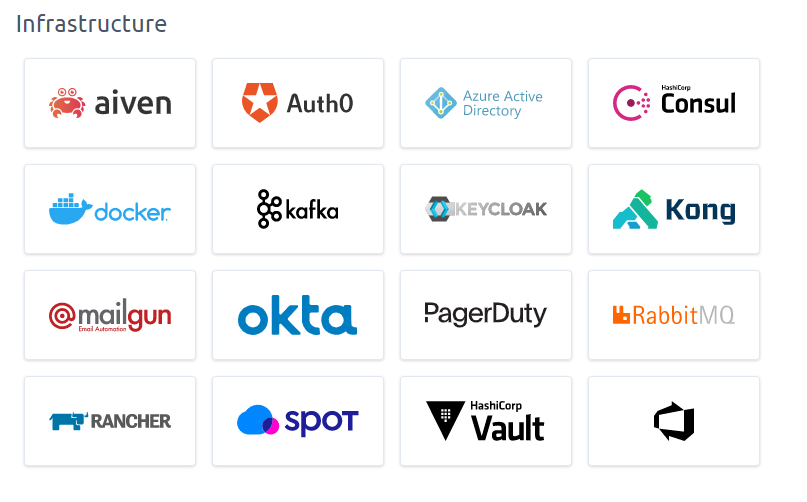 Infrastructure
aiven
Auth0
Azure Active
Directory
HashiCorp
Consul
docker
kafka
KEYCLOAK
Kong
@mailgun
Email Automation
okta
PagerDuty
RabbitMQ
RANCHER
spot
HashiCorp
Vault